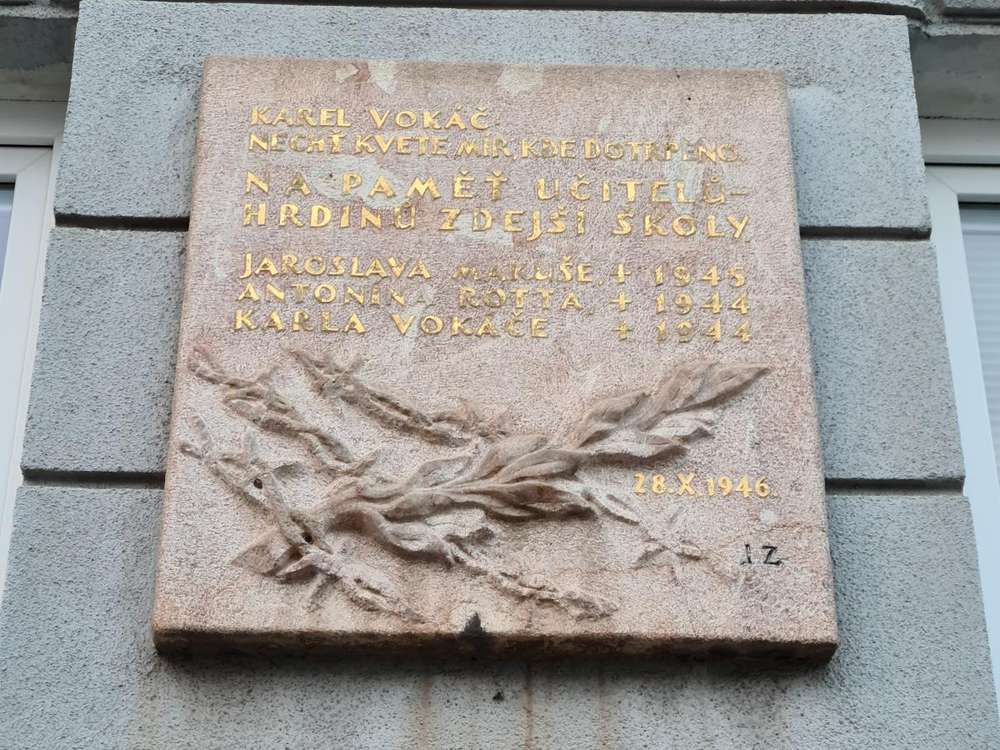 KAREL VOKÁČ.
NECHŤ KVETE MÍR, KDE DOTRPĚNO.
NA PAMĚŤ UČITELŮ-
HRDINŮ ZDEJŠÍ ŠKOLY.
JAROSLAVA MAKUŠE, + 1945
ANTONÍNA ROTTA, + 1944
KARLA VOKÁČE + 1944
28.X.1946.
IZ